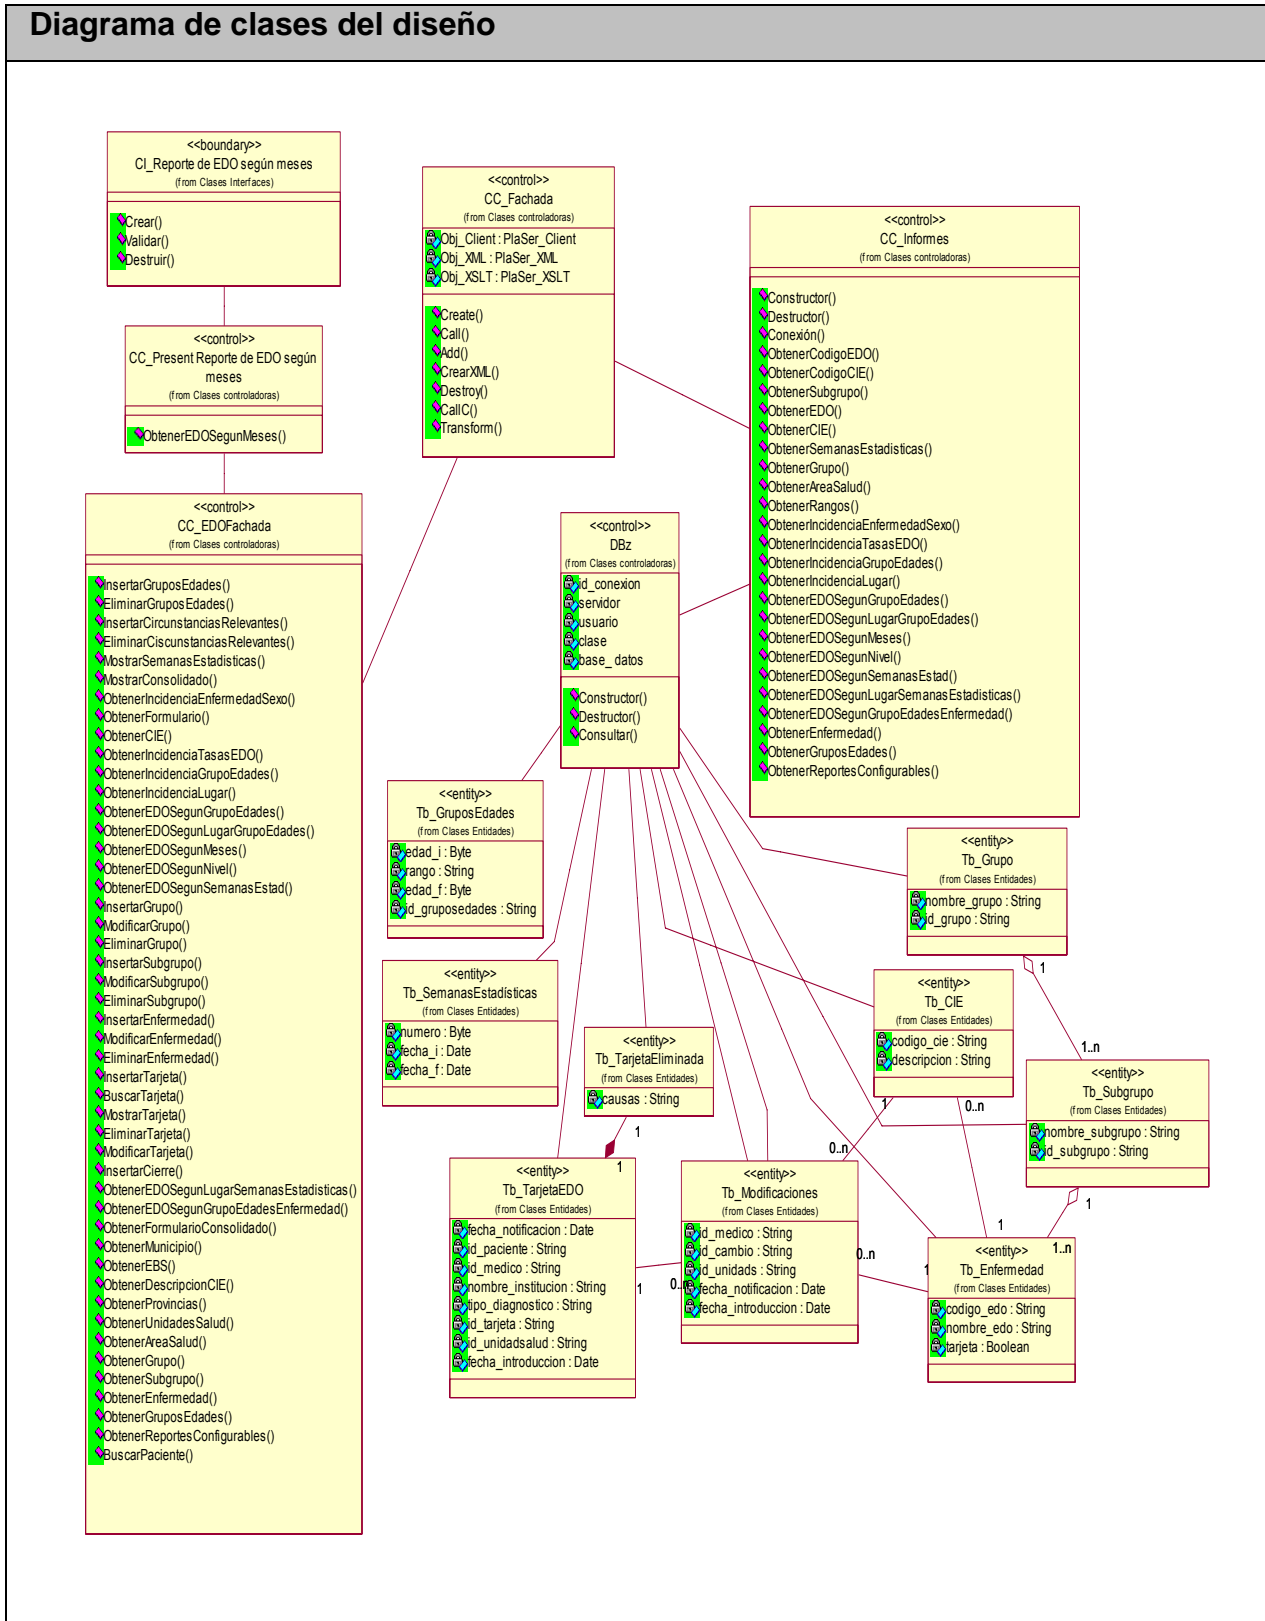 Diagrama de clases del diseño
<<boundary>>
CI_Reporte de EDO según meses
(from Clases Interfaces)
Crear()
Validar()
Destruir()
<<control>>
CC_Present Reporte de EDO según
meses
(from Clases controladoras)
ObtenerEDOSegunMeses()
<<control>>
CC_EDOFachada
(from Clases controladoras)
InsertarGruposEdades()
EliminarGruposEdades()
InsertarCircunstanciasRelevantes()
EliminarCiscunstanciasRelevantes()
MostrarSemanasEstadisticas()
MostrarConsolidado()
ObtenerIncidenciaEnfermedadSexo()
ObtenerFormulario()
ObtenerCIE()
ObtenerIncidenciaTasasEDO()
ObtenerIncidenciaGrupoEdades()
ObtenerIncidenciaLugar()
ObtenerEDOSegunGrupoEdades()
ObtenerEDOSegunLugarGrupoEdades()
ObtenerEDOSegunMeses()
ObtenerEDOSegunNivel()
ObtenerEDOSegunSemanasEstad()
InsertarGrupo()
ModificarGrupo()
EliminarGrupo()
InsertarSubgrupo()
ModificarSubgrupo()
EliminarSubgrupo()
InsertarEnfermedad()
ModificarEnfermedad()
EliminarEnfermedad()
InsertarTarjeta()
BuscarTarjeta()
MostrarTarjeta()
EliminarTarjeta()
ModificarTarjeta()
InsertarCierre()
ObtenerEDOSegunLugarSemanasEstadisticas()
ObtenerEDOSegunGrupoEdadesEnfermedad()
ObtenerFormularioConsolidado()
ObtenerMunicipio()
ObtenerEBS()
ObtenerDescripcionCIE()
ObtenerProvincias()
ObtenerUnidadesSalud()
ObtenerAreaSalud()
ObtenerGrupo()
ObtenerSubgrupo()
ObtenerEnfermedad()
ObtenerGruposEdades()
ObtenerReportesConfigurables()
BuscarPaciente()
<<control>>
CC_Fachada
(from Clases controladoras)
Obj_Client : PlaSer_Client
Obj_XML : PlaSer_XML
Obj_XSLT : PlaSer_XSLT
Create()
Call()
Add()
CrearXML()
Destroy()
CallC()
Transform()
<<control>>
CC_Informes
(from Clases controladoras)
Constructor()
Destructor()
Conexión()
ObtenerCodigoEDO()
ObtenerCodigoCIE()
ObtenerSubgrupo()
ObtenerEDO()
ObtenerCIE()
ObtenerSemanasEstadisticas()
ObtenerGrupo()
ObtenerAreaSalud()
ObtenerRangos()
ObtenerIncidenciaEnfermedadSexo()
ObtenerIncidenciaTasasEDO()
ObtenerIncidenciaGrupoEdades()
ObtenerIncidenciaLugar()
ObtenerEDOSegunGrupoEdades()
ObtenerEDOSegunLugarGrupoEdades()
ObtenerEDOSegunMeses()
ObtenerEDOSegunNivel()
ObtenerEDOSegunSemanasEstad()
ObtenerEDOSegunLugarSemanasEstadisticas()
ObtenerEDOSegunGrupoEdadesEnfermedad()
ObtenerEnfermedad()
ObtenerGruposEdades()
ObtenerReportesConfigurables()
<<control>>
DBz
(from Clases controladoras)
id_conexion
servidor
usuario
clase
base_ datos
Constructor()
Destructor()
Consultar()
<<entity>>
Tb_GruposEdades
(from Clases Entidades)
edad_i : Byte
rango : String
edad_f : Byte
id_gruposedades : String
<<entity>>
Tb_SemanasEstadísticas
(from Clases Entidades)
numero : Byte
fecha_i : Date
fecha_f : Date
<<entity>>
Tb_TarjetaEliminada
(from Clases Entidades)
causas : String
1
1
<<entity>>
Tb_TarjetaEDO
(from Clases Entidades)
fecha_notificacion : Date
id_paciente : String
id_medico : String
nombre_institucion : String
tipo_diagnostico : String
id_tarjeta : String
id_unidadsalud : String
fecha_introduccion : Date
1
0..n
<<entity>>
Tb_Modificaciones
(from Clases Entidades)
id_medico : String
id_cambio : String
id_unidads : String
fecha_notificacion : Date
fecha_introduccion : Date
0..n
1
<<entity>>
Tb_Grupo
(from Clases Entidades)
nombre_grupo : String
id_grupo : String
1
1..n
<<entity>>
Tb_CIE
(from Clases Entidades)
codigo_cie : String
descripcion : String
1
0..n
0..n
1
<<entity>>
Tb_Subgrupo
(from Clases Entidades)
nombre_subgrupo : String
id_subgrupo : String
1
1..n
<<entity>>
Tb_Enfermedad
(from Clases Entidades)
codigo_edo : String
nombre_edo : String
tarjeta : Boolean